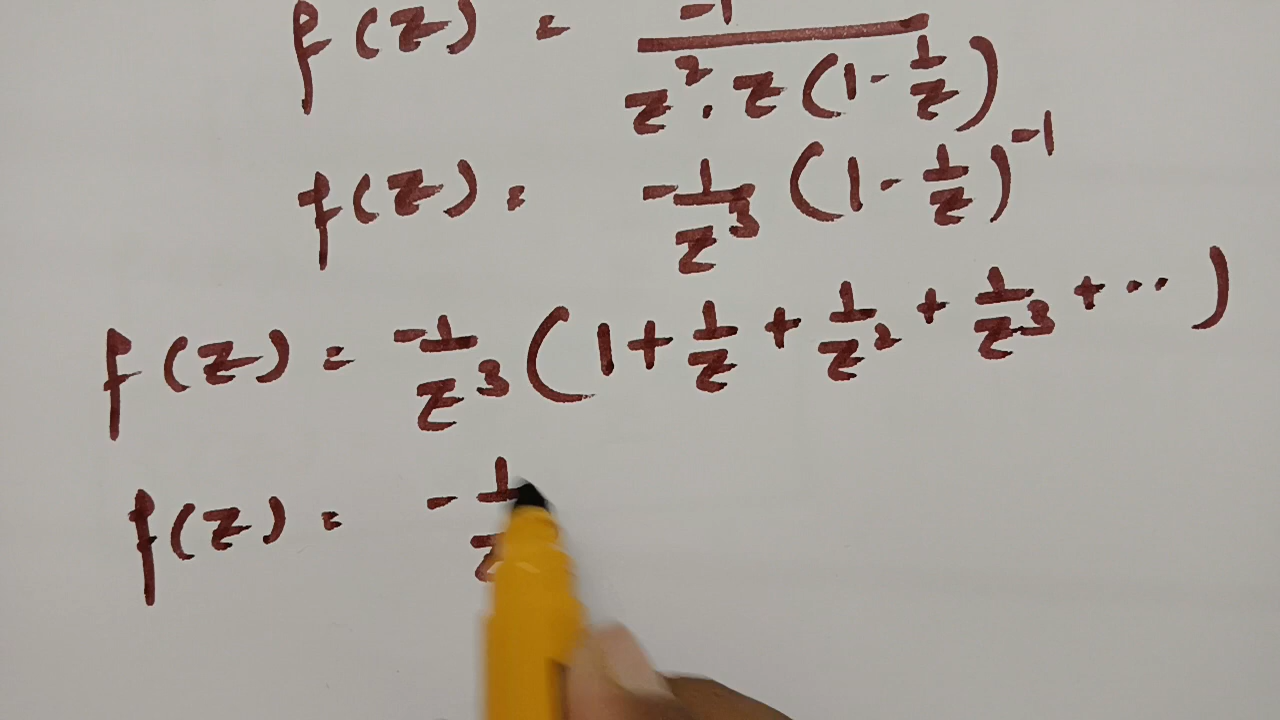 f(z) = -1 / z². z(1 - 1/z)
f(z) = -1/z³ (1 - 1/z)⁻¹
f(z) = -1/z³ (1 + 1/z + 1/z² + 1/z³ + ..)
f(z) = - 1/z